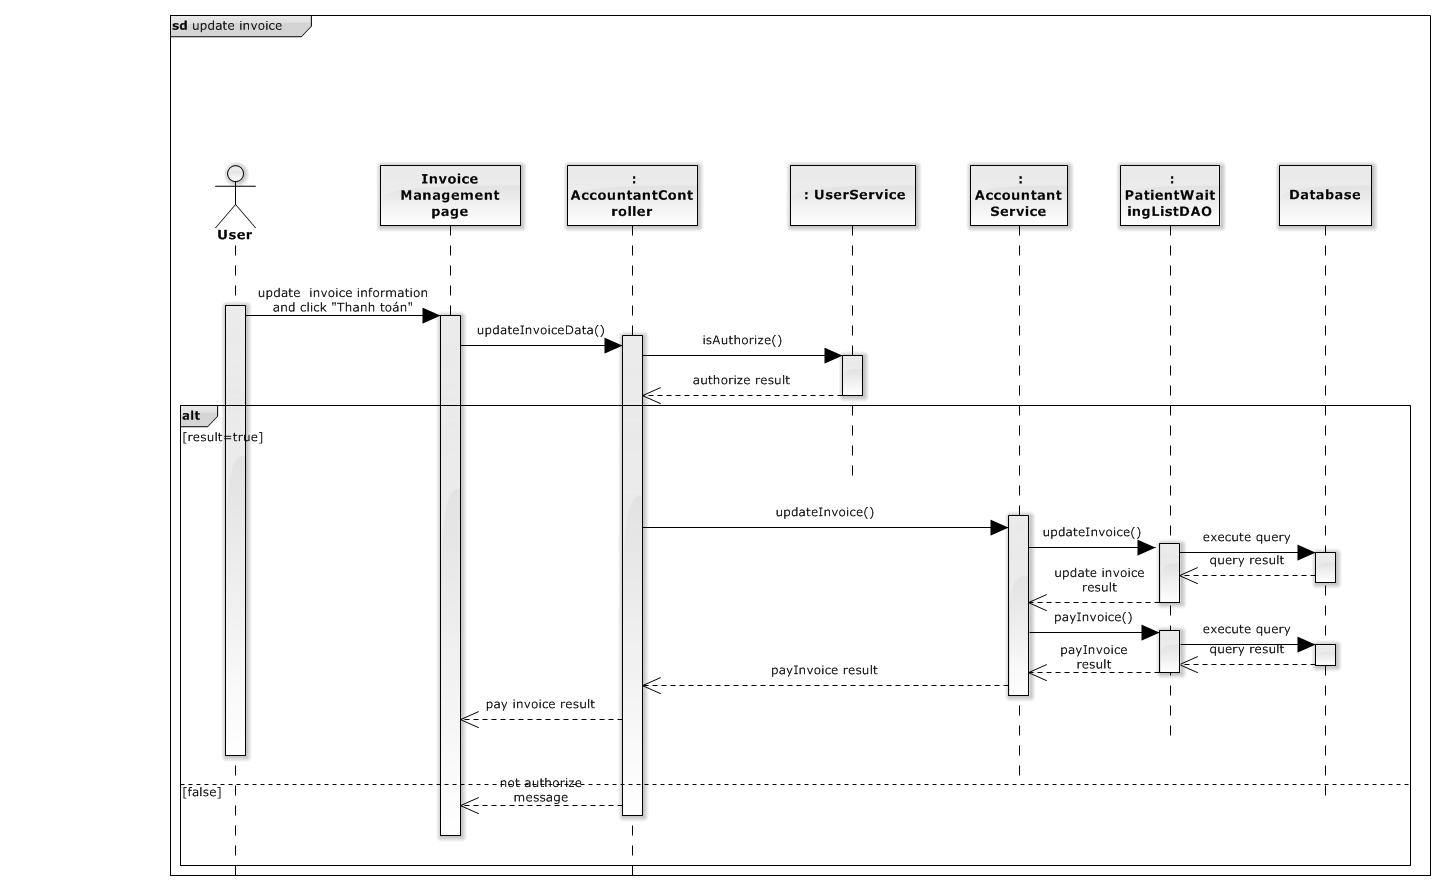 sd update invoice
User
Invoice
Management
page
:
AccountantCont
roller
: UserService
:
Accountant
Service
:
PatientWait
ingListDAO
Database
update  invoice information
and click "Thanh toán"
updateInvoiceData()
isAuthorize()
authorize result
alt
[result=true]
updateInvoice()
updateInvoice()
execute query
query result
update invoice
result
payInvoice()
execute query
query result
payInvoice
result
payInvoice result
pay invoice result
not authorize
message
[false]